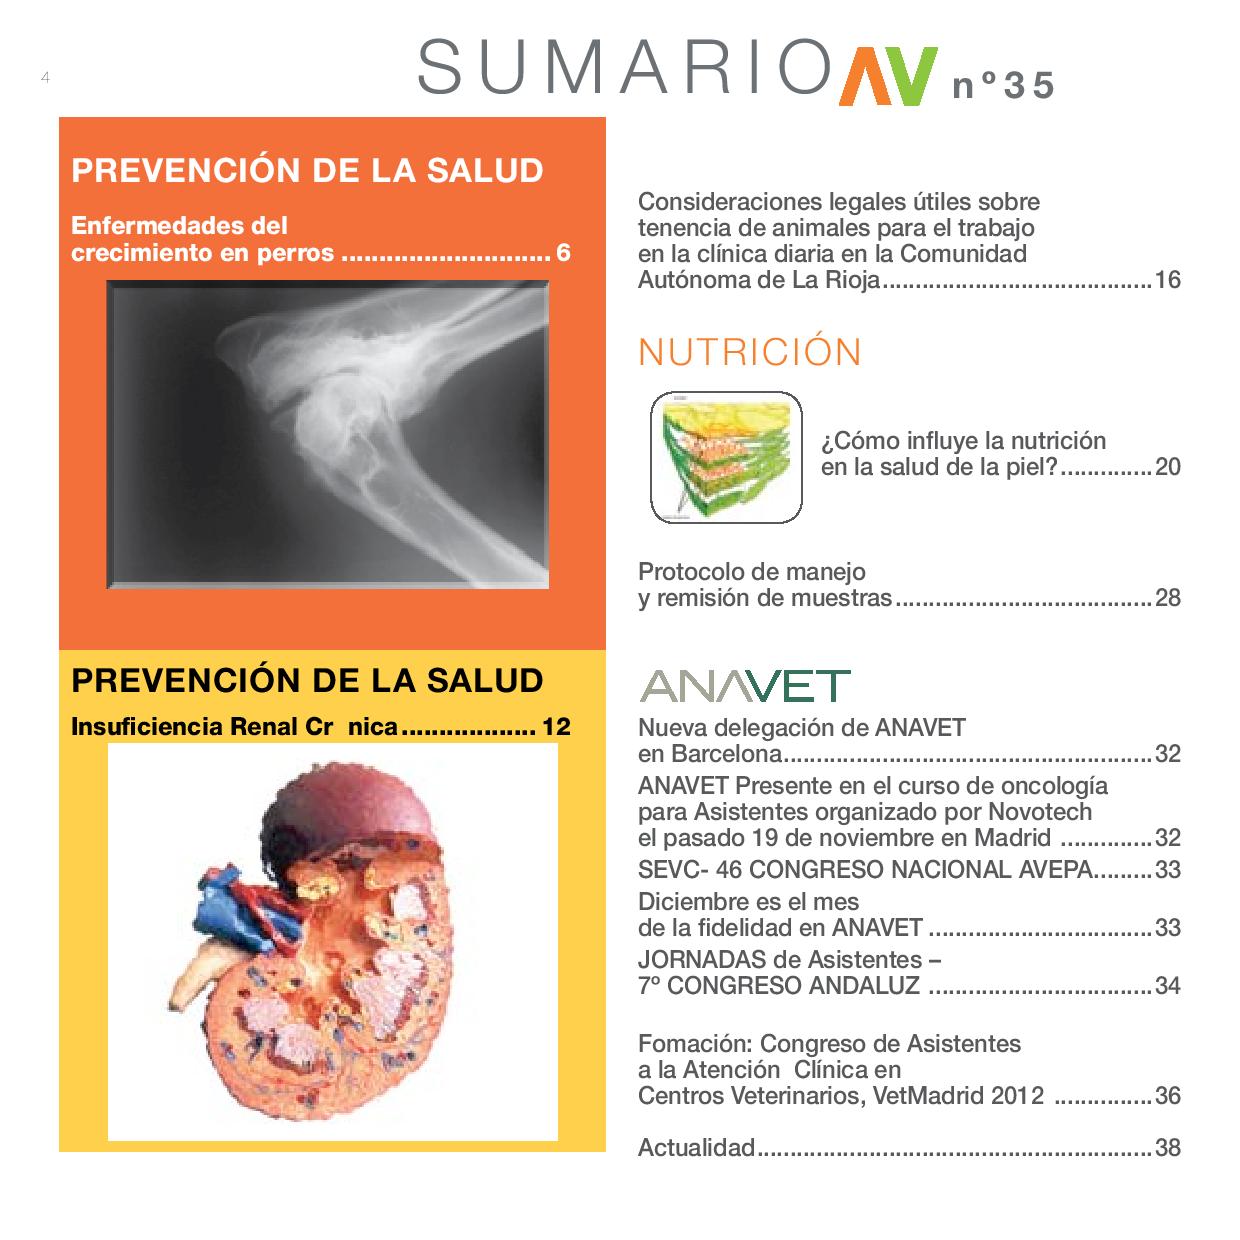 4
SUMARIO AV nº35
PREVENCIÓN DE LA SALUD
Enfermedades del
crecimiento en perros ............................ 6
PREVENCIÓN DE LA SALUD
Insuficiencia Renal Cr nica.................. 12
Consideraciones legales útiles sobre
tenencia de animales para el trabajo
en la clínica diaria en la Comunidad
Autónoma de La Rioja.........................................16
NUTRICIÓN
¿Cómo influye la nutrición
en la salud de la piel?..............20
Protocolo de manejo
y remisión de muestras.......................................28
ANAVET
Nueva delegación de ANAVET
en Barcelona........................................................32
ANAVET Presente en el curso de oncología
para Asistentes organizado por Novotech
el pasado 19 de noviembre en Madrid ..............32
SEVC- 46 CONGRESO NACIONAL AVEPA.........33
Diciembre es el mes
de la fidelidad en ANAVET ..................................33
JORNADAS de Asistentes –
7º CONGRESO ANDALUZ ..................................34
Fomación: Congreso de Asistentes
a la Atención  Clínica en
Centros Veterinarios, VetMadrid 2012 ...............36
Actualidad............................................................38